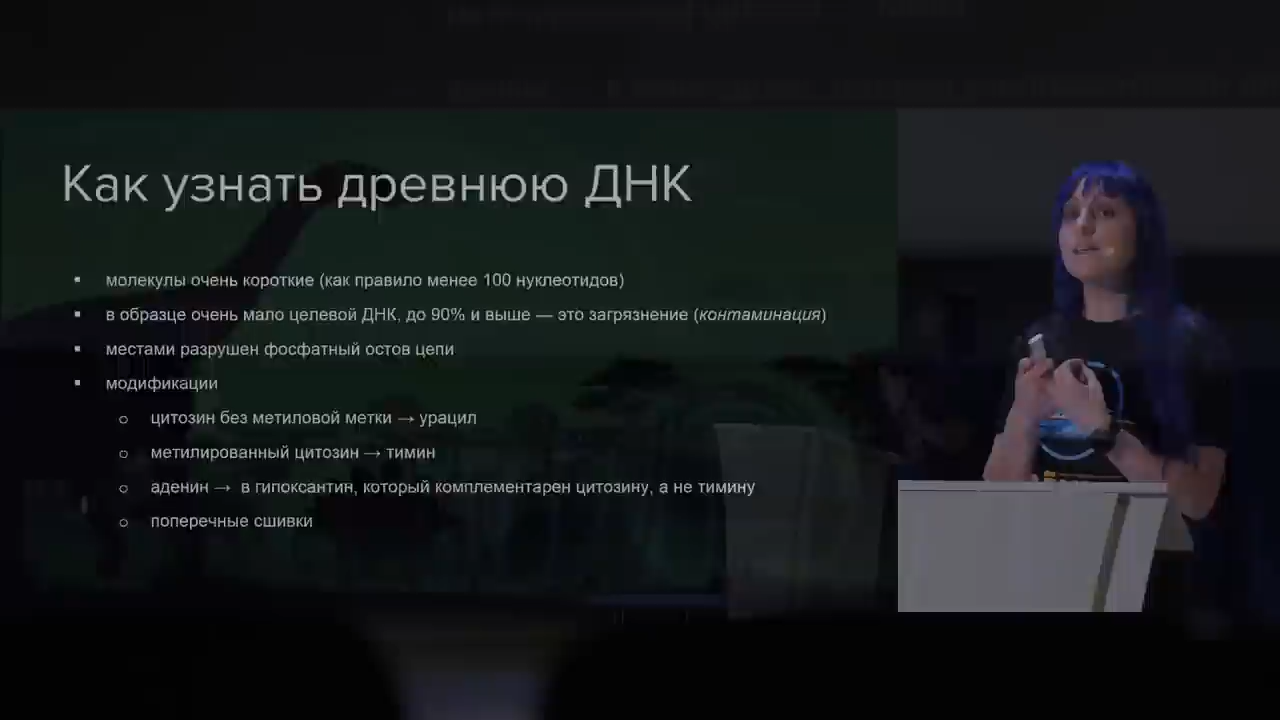 Как узнать древнюю ДНК
▪ молекулы очень короткие (как правило менее 100 нуклеотидов)
▪ в образце очень мало целевой ДНК, до 90% и выше — это загрязнение (контаминация)
▪ местами разрушен фосфатный остов цепи
▪ модификации
o цитозин без метиловой метки → урацил
o метилированный цитозин → тимин
o аденин → в гипоксантин, который комплементарен цитозину, а не тимину
o поперечные сшивки